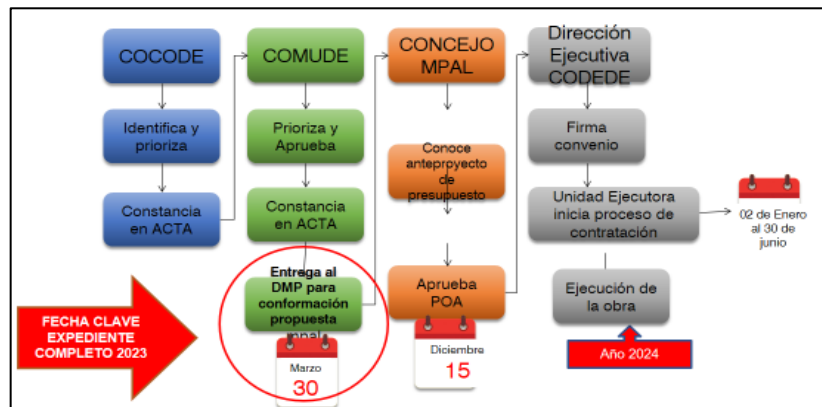 COCODE
Identifica y
prioriza
Constancia
en ACTA
COMUDE
Prioriza y
Aprueba
Constancia
en ACTA
Entrega al
DMP para
conformación
propuesta
Marzo
30
CONCEJO
MPAL
Conoce
anteproyecto
de
presupuesto
Aprueba
POA
Diciembre
15
Dirección
Ejecutiva
CODEDE
Firma
convenio
Unidad Ejecutora
inicia proceso de
contratación
02 de Enero
al 30 de
junio
Ejecución de
la obra
Año 2024
FECHA CLAVE
EXPEDIENTE
COMPLETO 2023